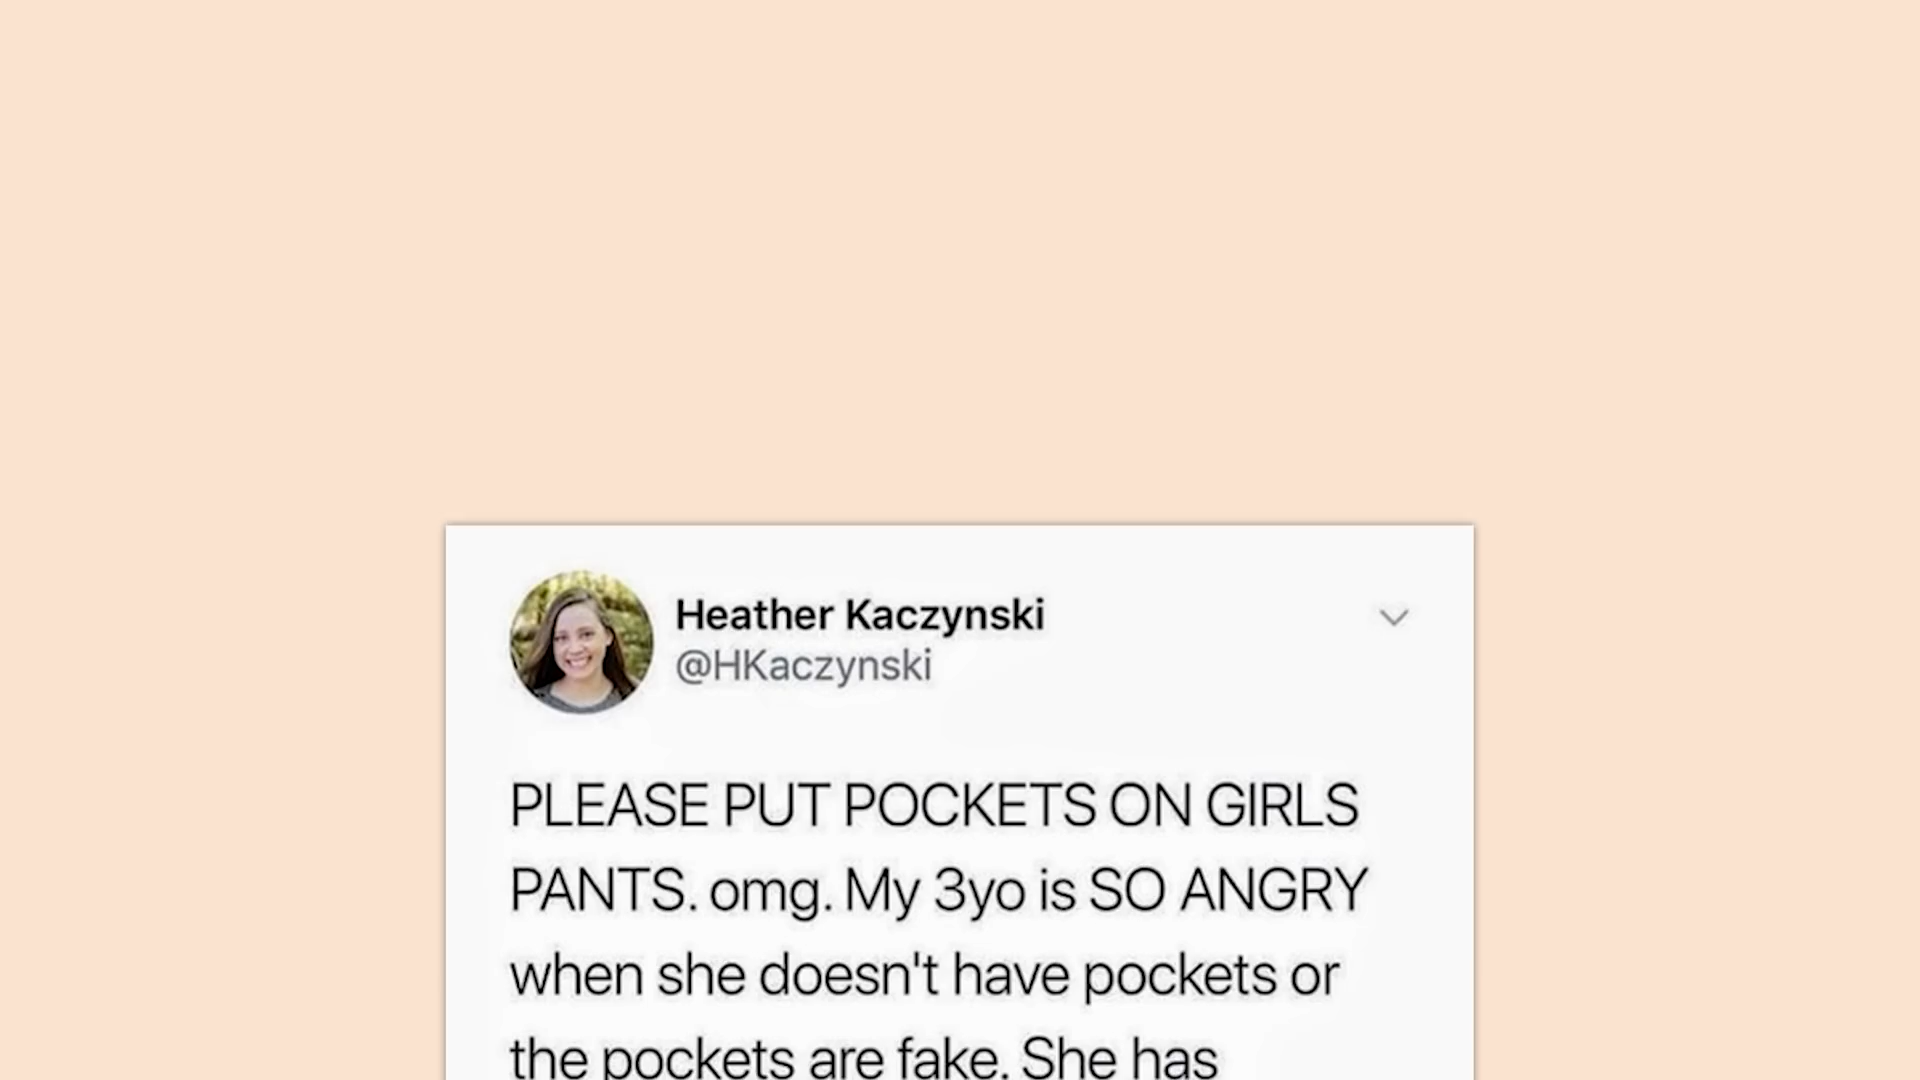 Heather Kaczynski
@HKaczynski
PLEASE PUT POCKETS ON GIRLS
PANTS. omg. My 3yo is SO ANGRY
when she doesn't have pockets or
the pockets are fake. She has